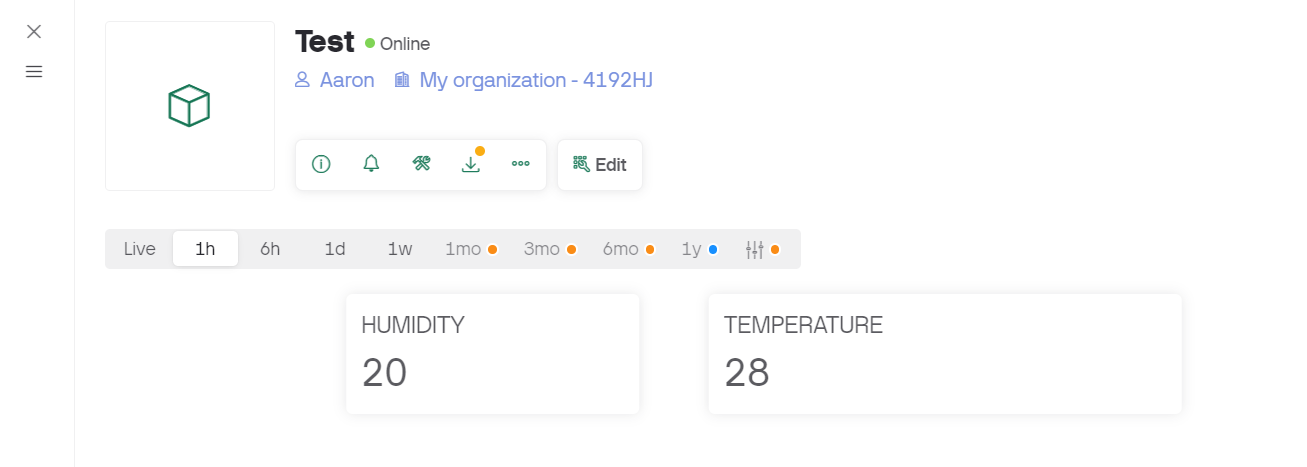 Test Online
Aaron My organization - 4192HJ
Edit
Live 1h 6h 1d 1w 1mo 3mo 6mo 1y
HUMIDITY
20
TEMPERATURE
28